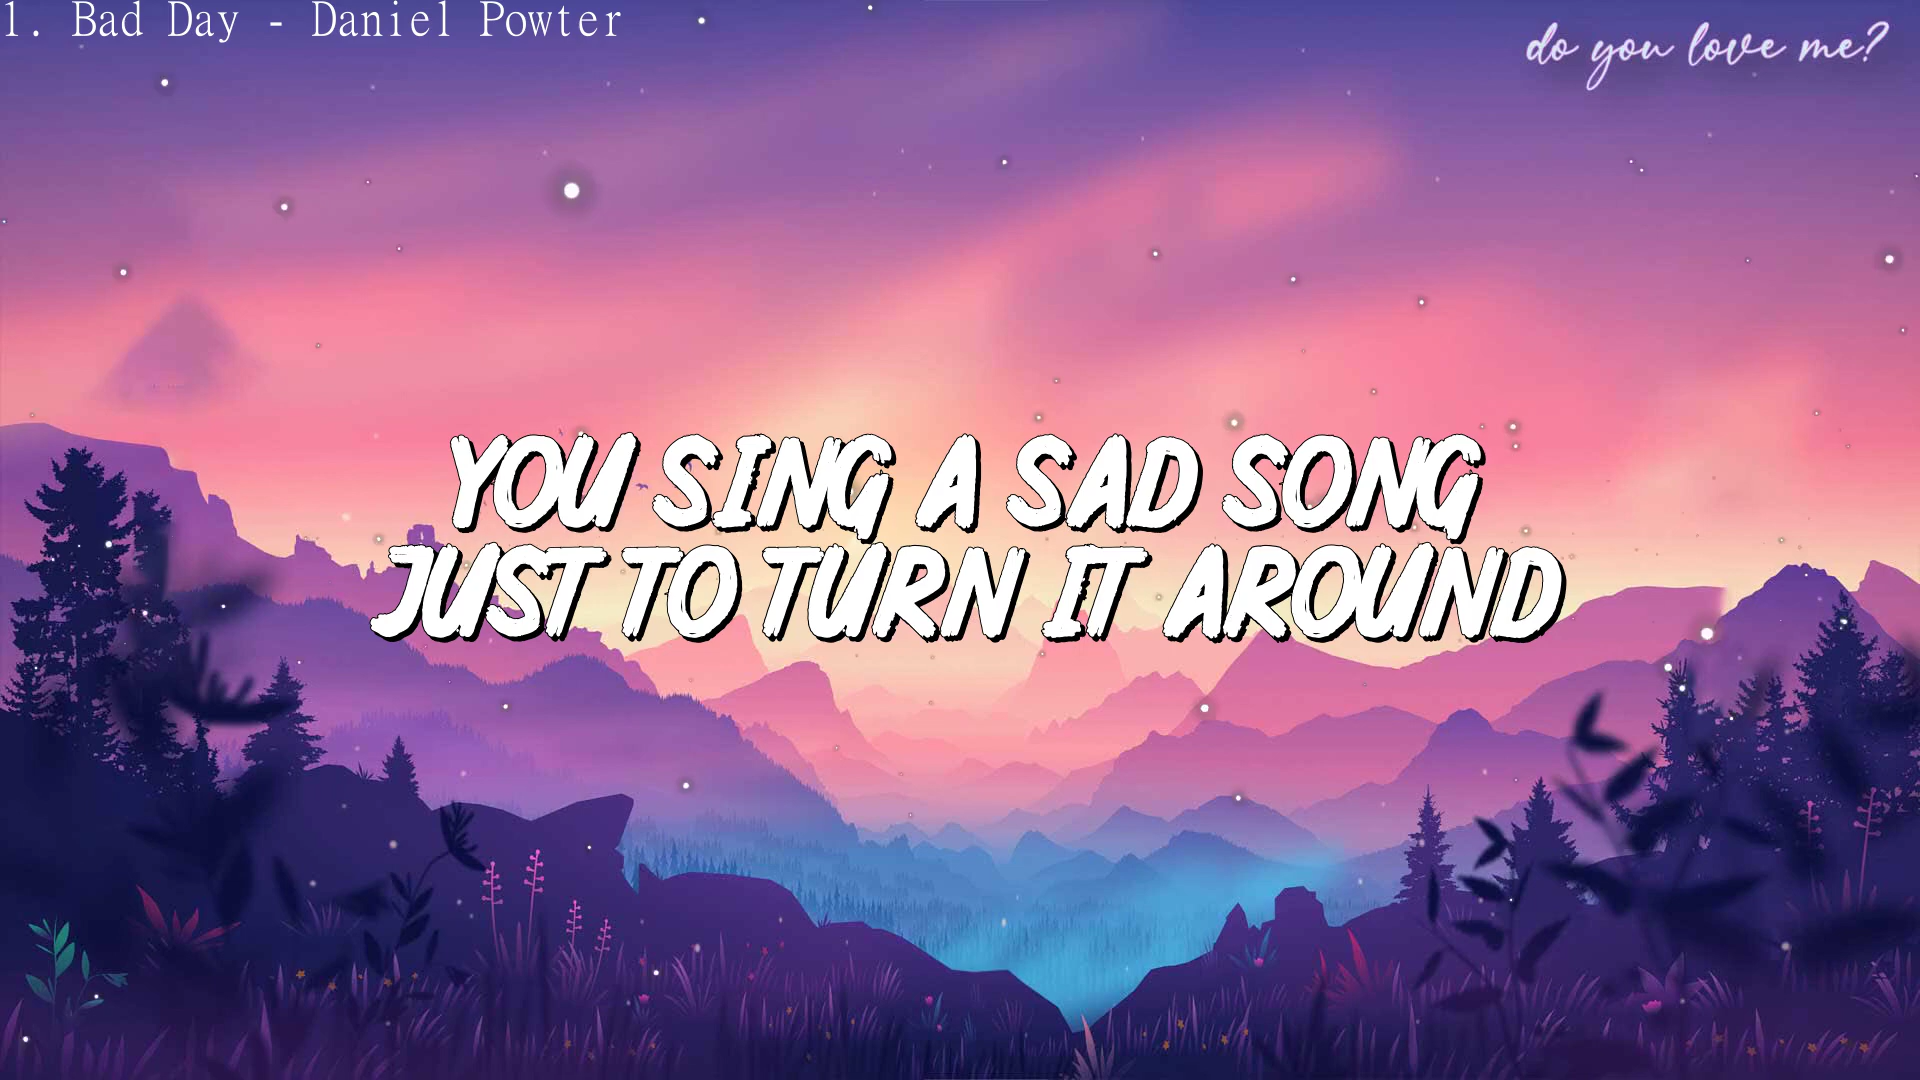 1. Bad Day - Daniel Powter
do you love me?
YOU SING A SAD SONG
JUST TO TURN IT AROUND